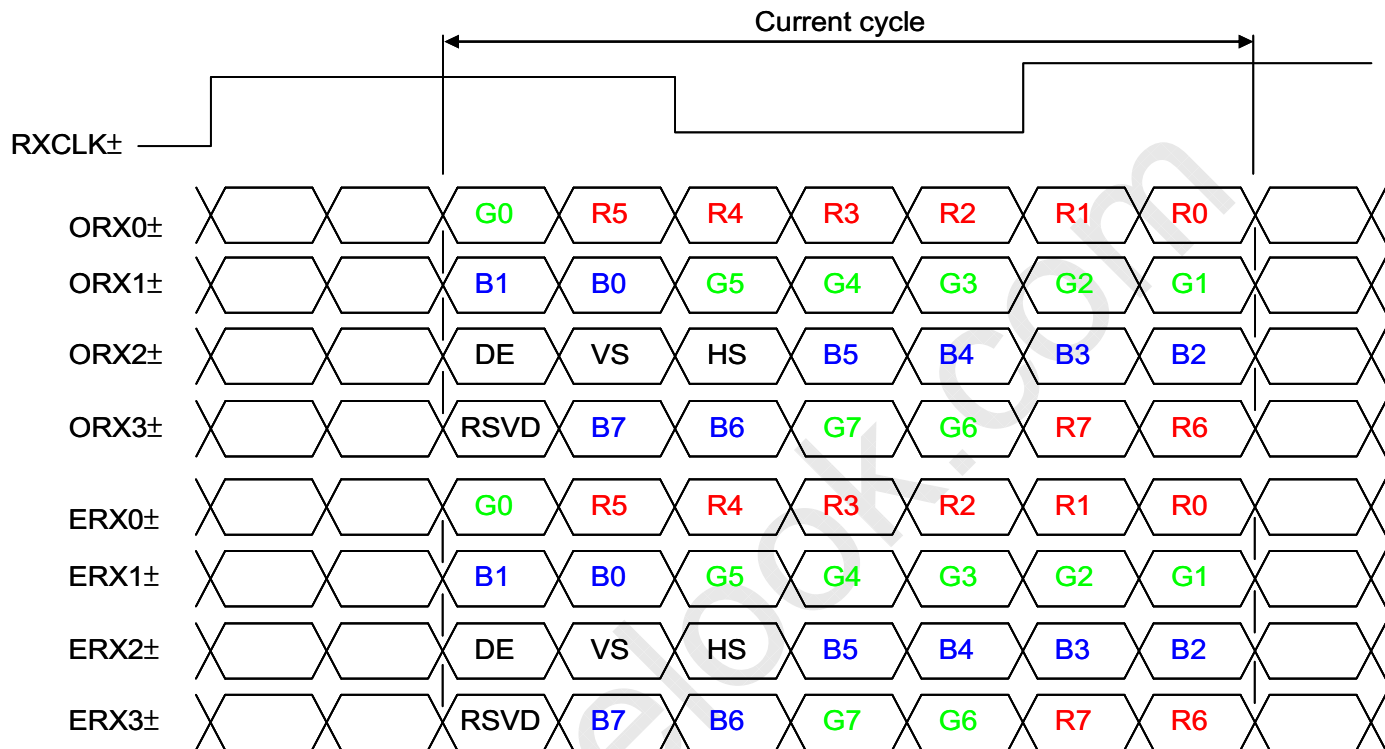 Current cycle
RXCLK±
ORX0± G0 R5 R4 R3 R2 R1 R0
ORX1± B1 B0 G5 G4 G3 G2 G1
ORX2± DE VS HS B5 B4 B3 B2
ORX3± RSVD B7 B6 G7 G6 R7 R6
ERX0± G0 R5 R4 R3 R2 R1 R0
ERX1± B1 B0 G5 G4 G3 G2 G1
ERX2± DE VS HS B5 B4 B3 B2
ERX3± RSVD B7 B6 G7 G6 R7 R6
elook.com